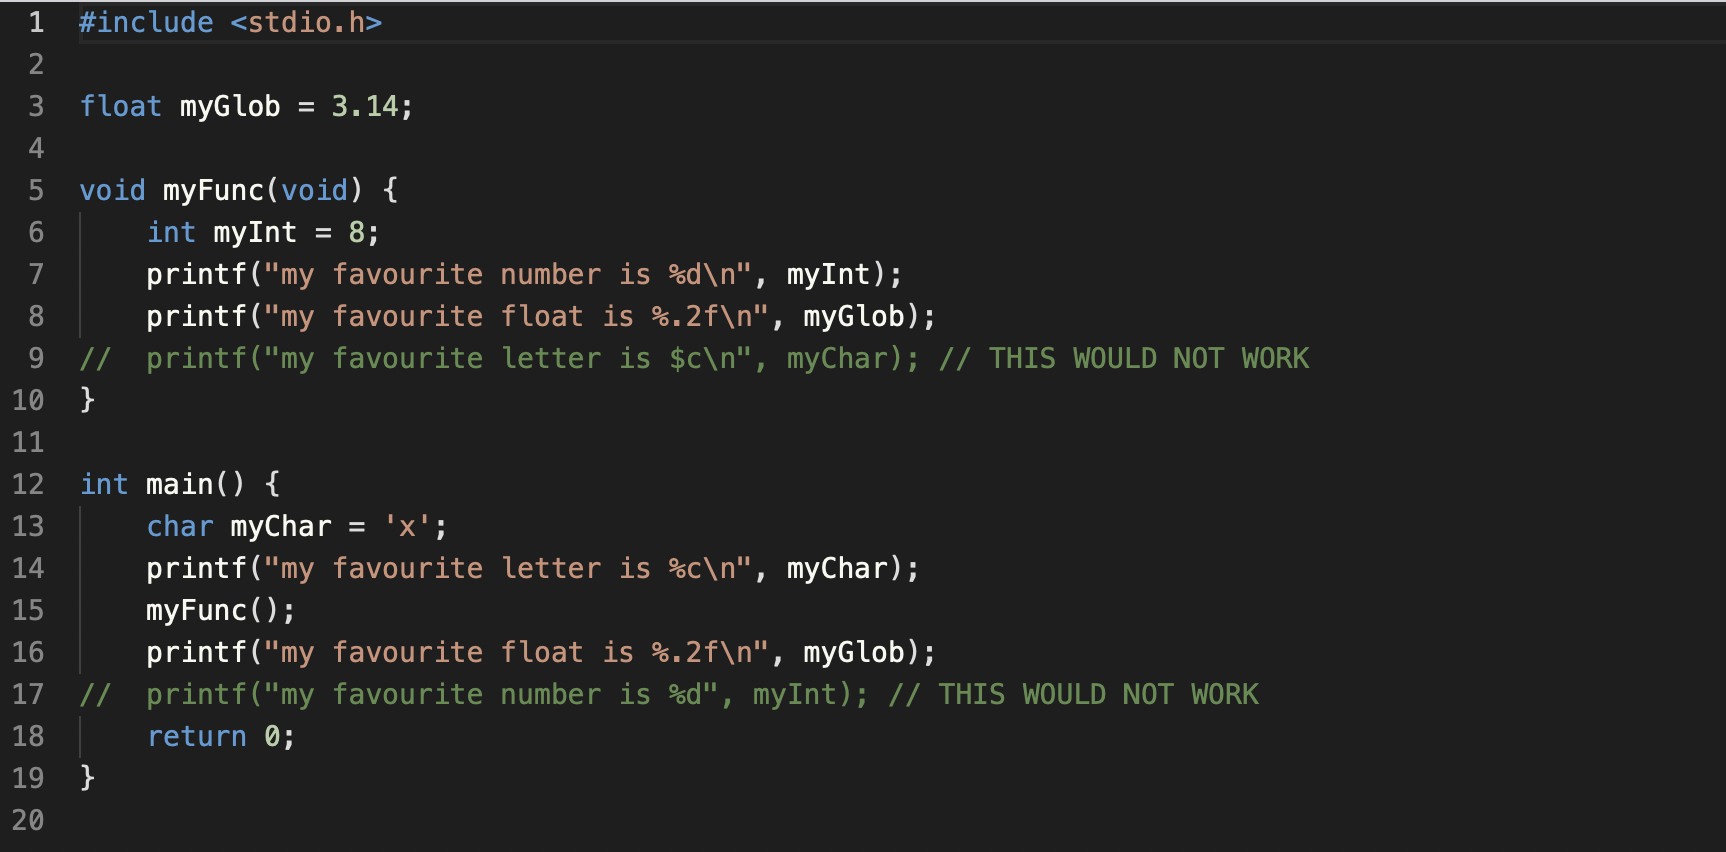 1 #include <stdio.h>
2
3 float myGlob = 3.14;
4
5 void myFunc(void) {
6     int myInt = 8;
7     printf("my favourite number is %d\n", myInt);
8     printf("my favourite float is %.2f\n", myGlob);
9 //  printf("my favourite letter is $c\n", myChar); // THIS WOULD NOT WORK
10 }
11
12 int main() {
13     char myChar = 'x';
14     printf("my favourite letter is %c\n", myChar);
15     myFunc();
16     printf("my favourite float is %.2f\n", myGlob);
17 //  printf("my favourite number is %d", myInt); // THIS WOULD NOT WORK
18     return 0;
19 }
20